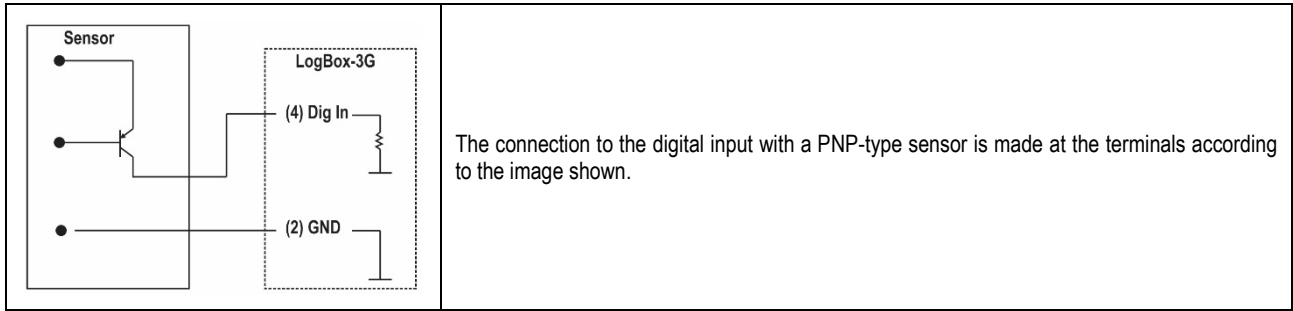 Sensor
LogBox-3G
(4) Dig In
(2) GND
The connection to the digital input with a PNP-type sensor is made at the terminals according
to the image shown.